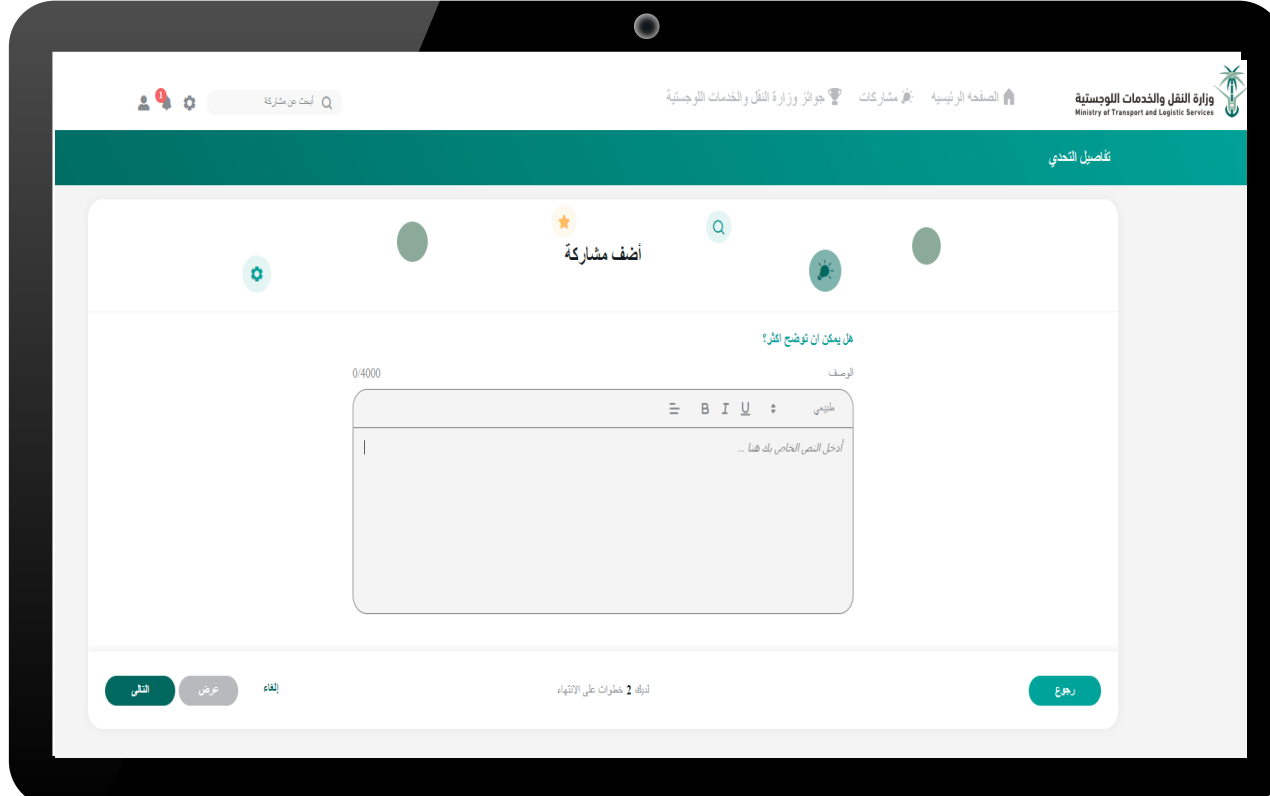 وزارة النقل والخدمات اللوجستية
Ministry of Transport and Logistic Services
الصفحه الرئيسيه
مشاركات
جوائز وزارة النقل والخدمات اللوجستية
أبحث عن مشاركة
1
تفاصيل التحدي
أضف مشاركة
هل يمكن ان توضح اكثر؟
الوصف
0/4000
طبيعي
B I U
أدخل النص الخاص بك هنا ...
رجوع
لديك 2 خطوات على الانتهاء
إلغاء
عرض
التالى